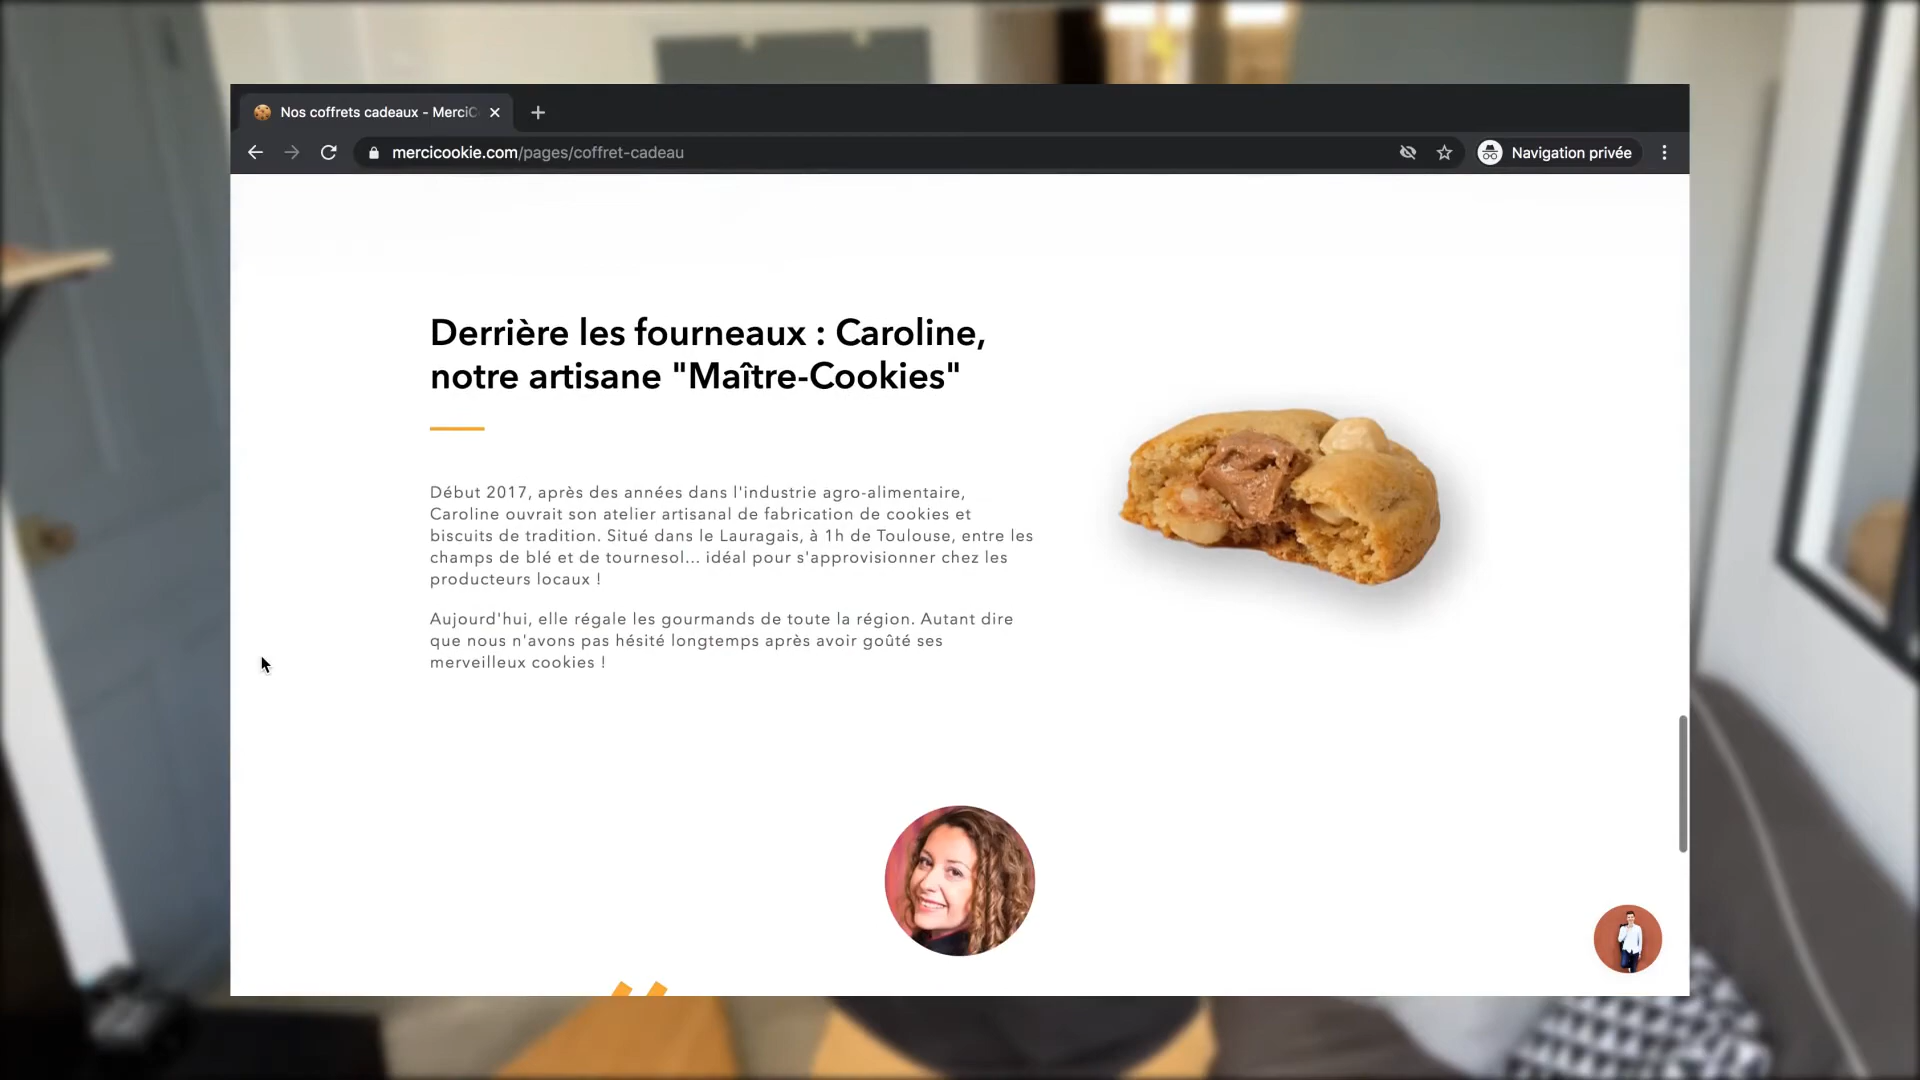 Nos coffrets cadeaux - MerciC
mercicookie.com/pages/coffret-cadeau
Navigation privée
Derrière les fourneaux : Caroline,
notre artisane "Maître-Cookies"
Début 2017, après des années dans l'industrie agro-alimentaire,
Caroline ouvrait son atelier artisanal de fabrication de cookies et
biscuits de tradition. Situé dans le Lauragais, à 1h de Toulouse, entre les
champs de blé et de tournesol... idéal pour s'approvisionner chez les
producteurs locaux !
Aujourd'hui, elle régale les gourmands de toute la région. Autant dire
que nous n'avons pas hésité longtemps après avoir goûté ses
merveilleux cookies !